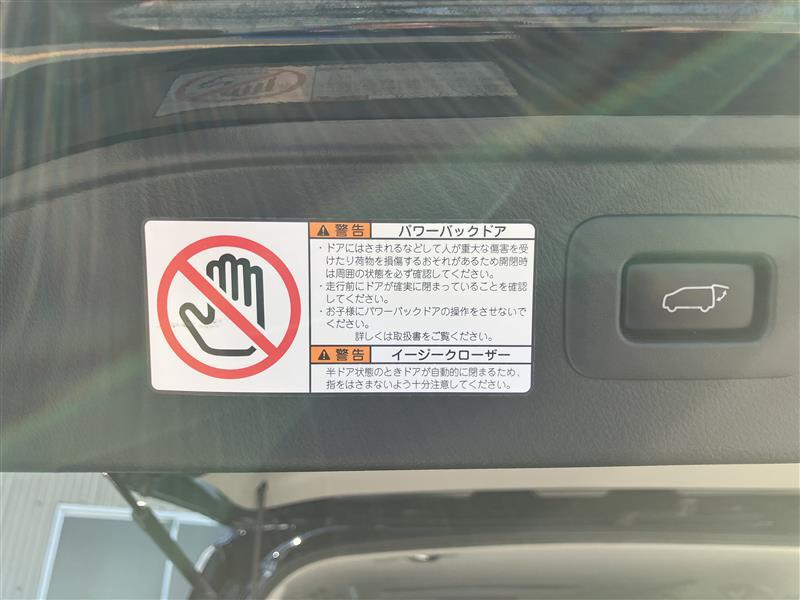 警告 パワーバックドア
・ドアにはさまれるなどして人が重大な傷害を
けたり荷物を損傷するおそれがあるため開閉時
は周囲の状態を必ず確認してください。
・走行前にドアが確実に閉まっていることを確認
してください。
・お子様にパワーバックドアの操作をさせないで
ください。
詳しくは取扱書をご覧ください。
警告 イージークローザー
半ドア状態のときドアが自動的に閉まるため、
指をはさまないよう十分注意してください。